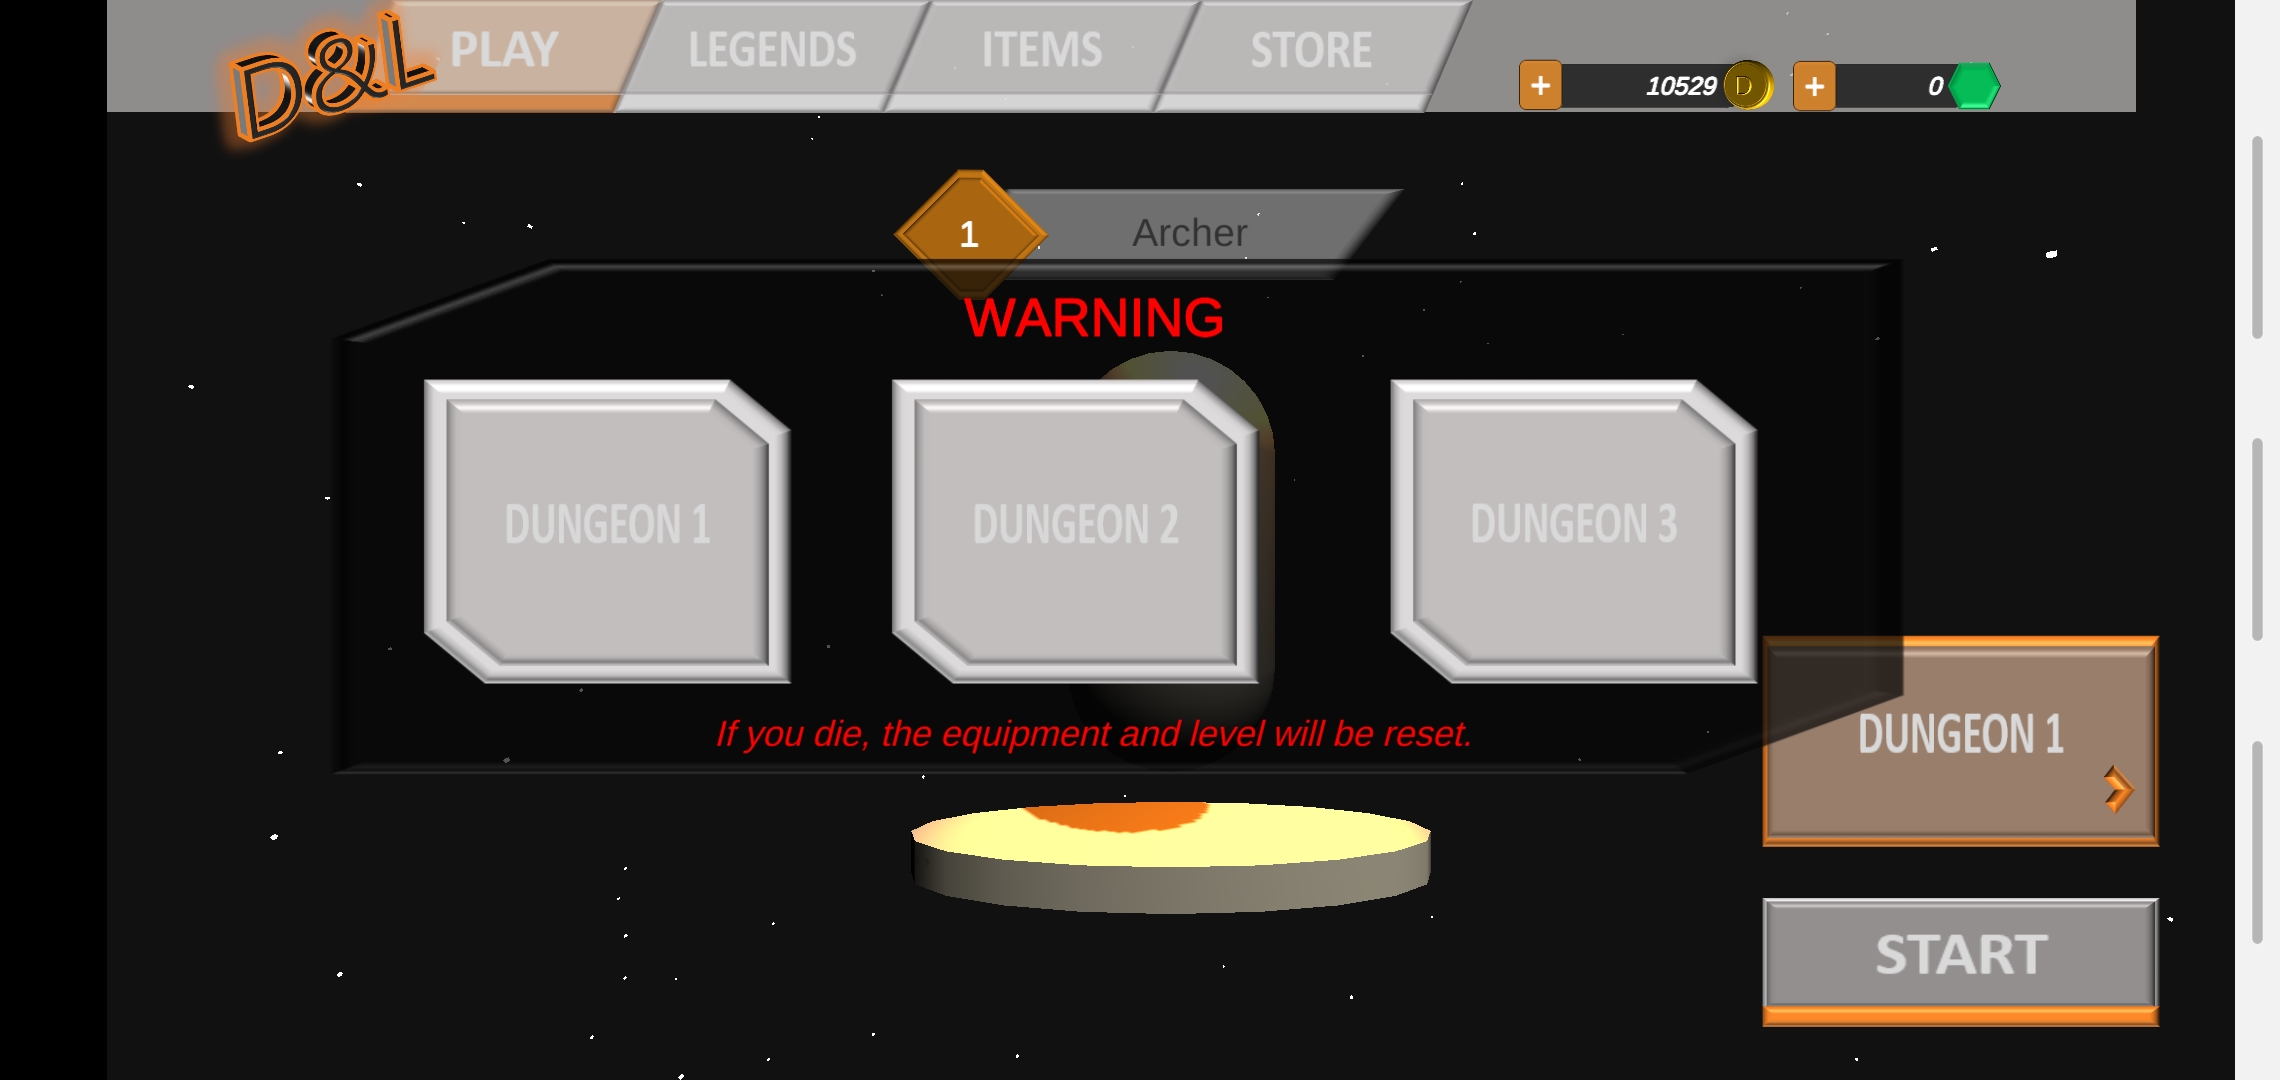 D&L
PLAY
LEGENDS
ITEMS
STORE
+ 10529 D
+ 0
1
Archer
WARNING
DUNGEON 1
DUNGEON 2
DUNGEON 3
If you die, the equipment and level will be reset.
DUNGEON 1
START